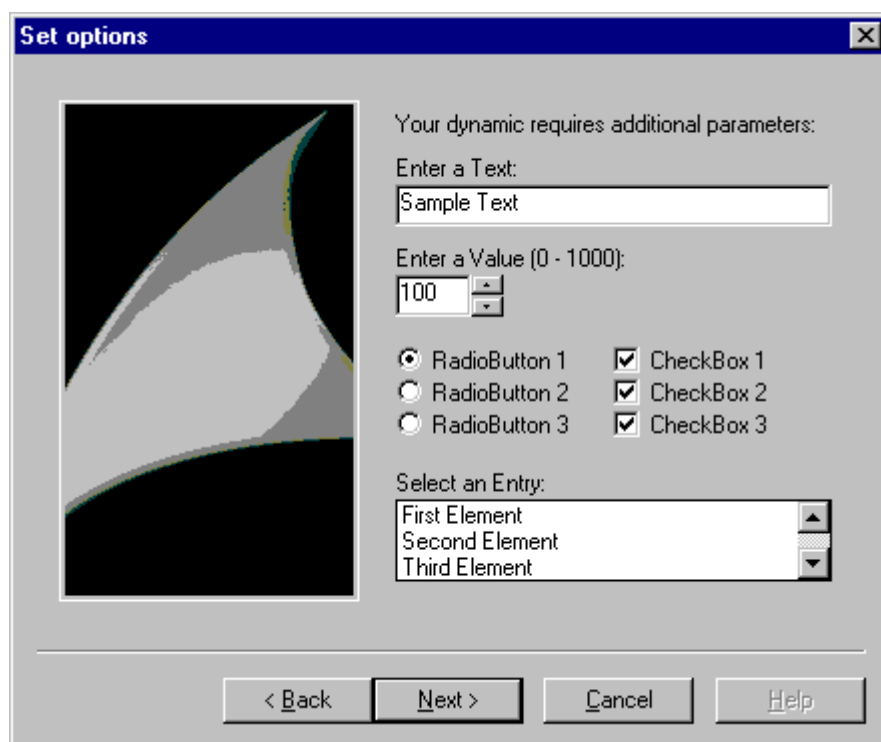 Set options
Your dynamic requires additional parameters:
Enter a Text:
Sample Text
Enter a Value (0 - 1000):
100
RadioButton 1 CheckBox 1
RadioButton 2 CheckBox 2
RadioButton 3 CheckBox 3
Select an Entry:
First Element
Second Element
Third Element
< Back Next > Cancel Help